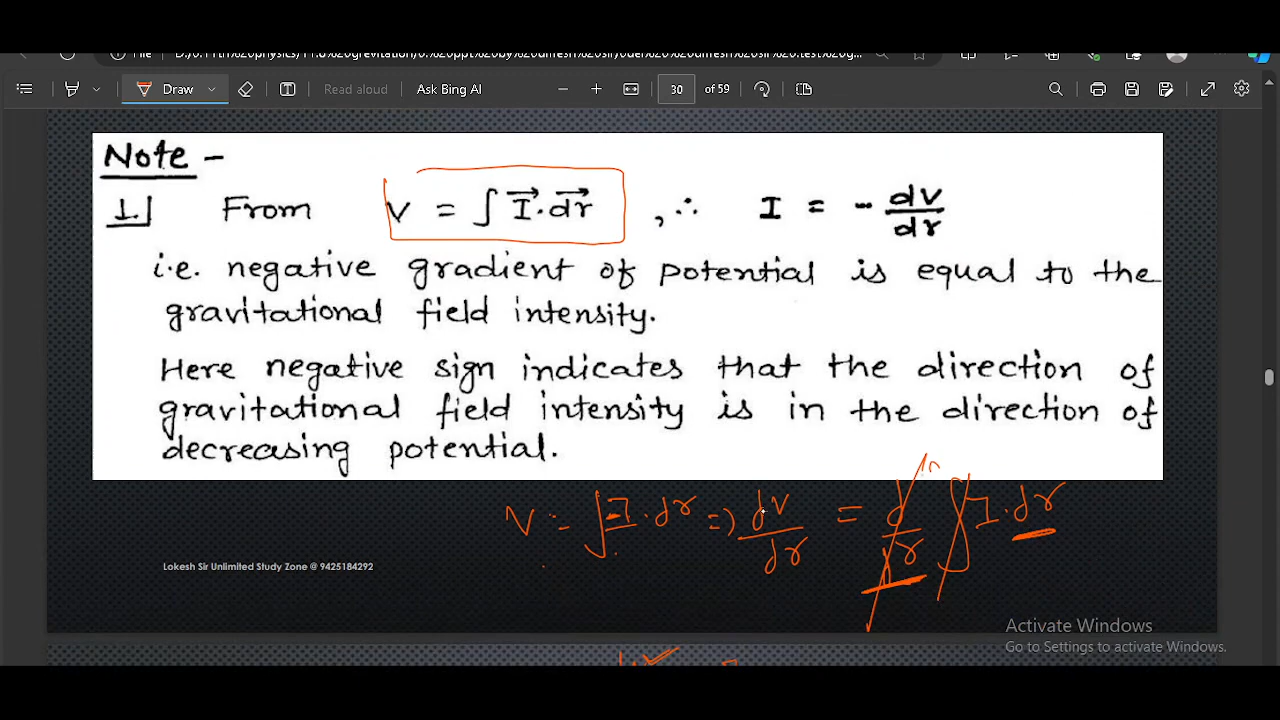 File
Draw
Read aloud
Ask Bing AI
30 of 59
Note -
1. From V = ∫ I⃗ · dr⃗ , ∴ I = - dV/dr
i.e. negative gradient of potential is equal to the
gravitational field intensity.
Here negative sign indicates that the direction of
gravitational field intensity is in the direction of
decreasing potential.
V = ∫ -I · dr => dV/dr = d/dr ∫ I · dr
Lokesh Sir Unlimited Study Zone @ 9425184292
Activate Windows
Go to Settings to activate Windows.